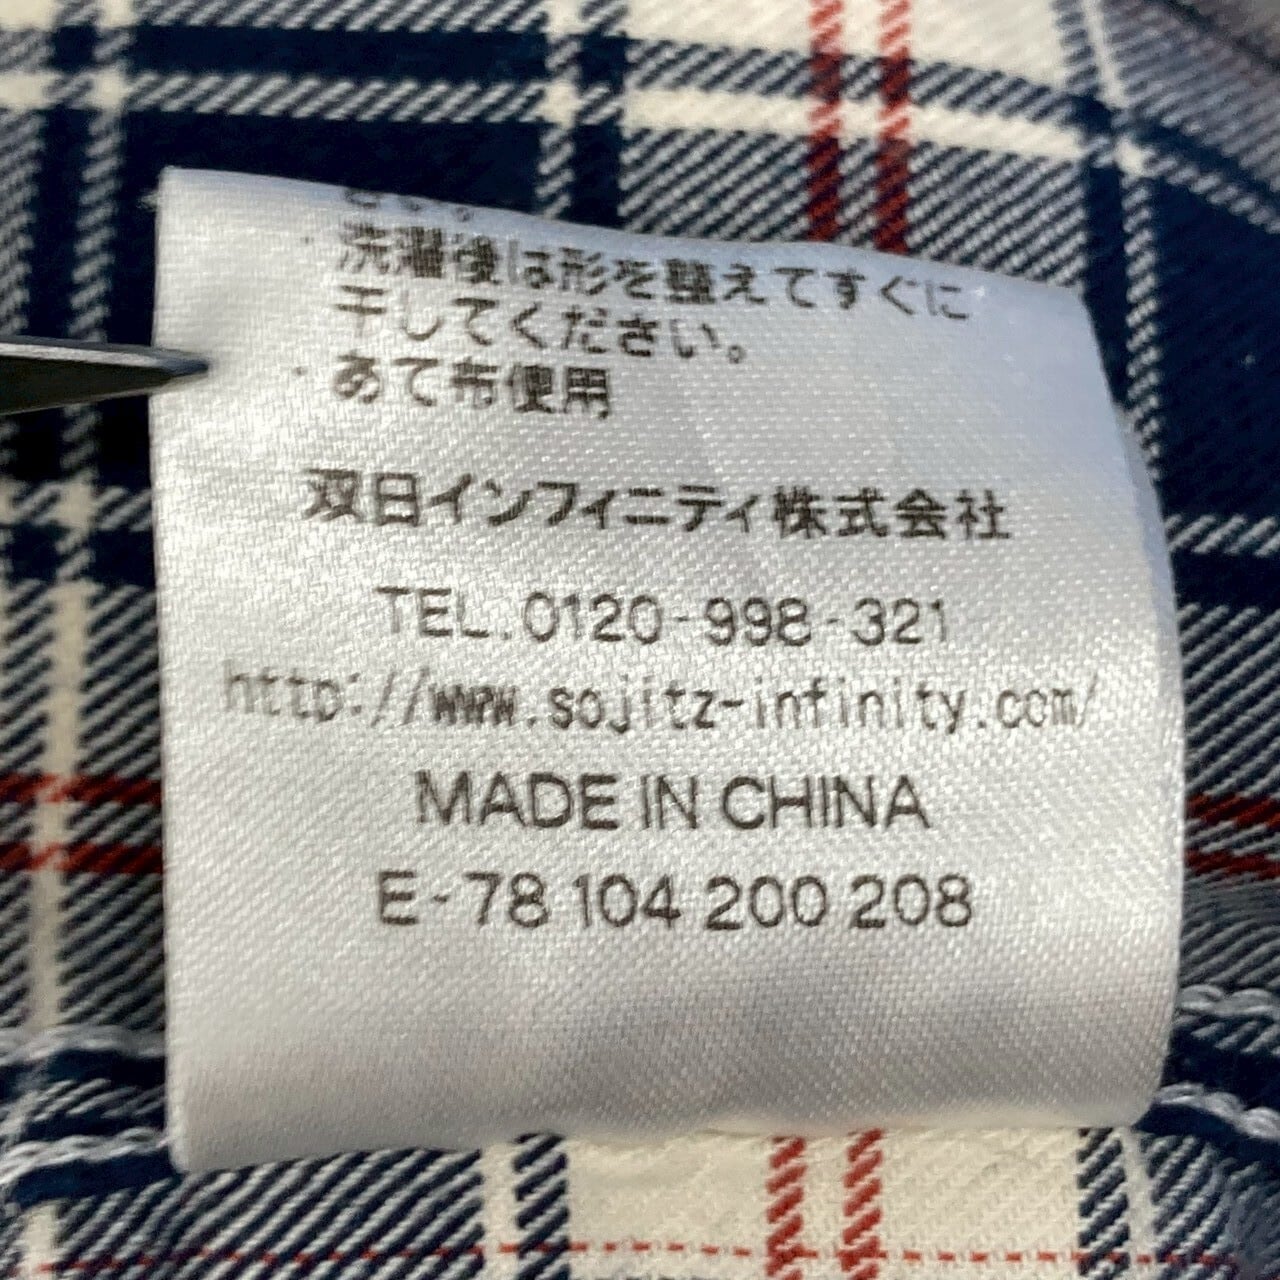 ・洗濯後は形を整えてすぐに
干してください。
・あて布使用
双日インフィニティ株式会社
TEL.0120-998-321
http://www.sojitz-infinity.com/
MADE IN CHINA
E-78 104 200 208